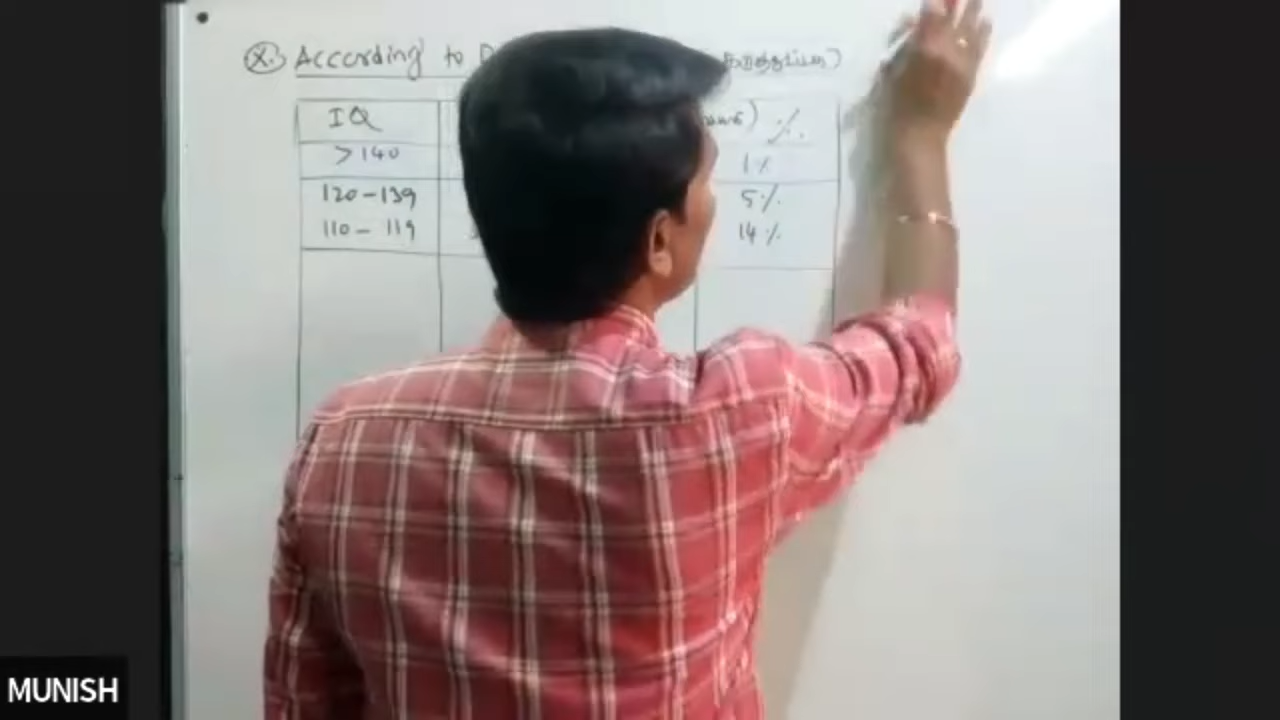 X. According to
IQ %
>140 1%
120-139 5%
110-119 14%
MUNISH